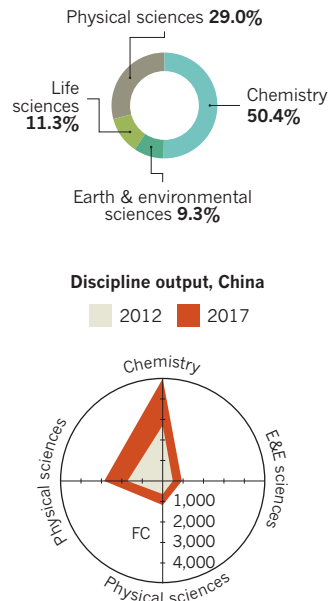 Physical sciences 29.0%
Life
sciences
11.3%
Chemistry
50.4%
Earth & environmental
sciences 9.3%
Discipline output, China
2012 2017
Chemistry
Physical sciences
E&E sciences
1,000
2,000
FC
3,000
4,000
Physical sciences